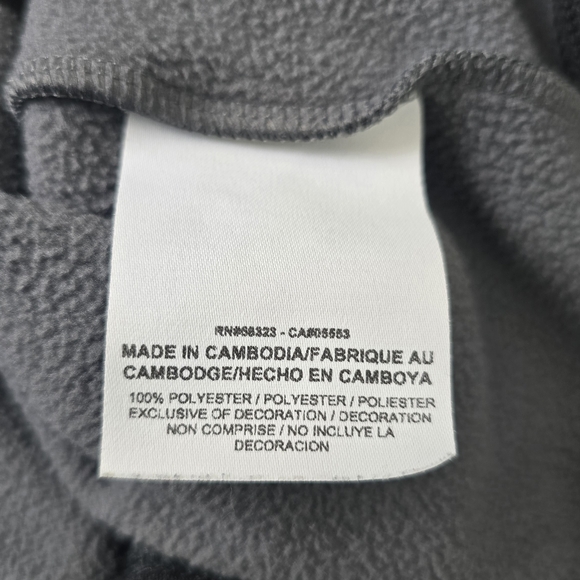 RN#56323 - CA#05553
MADE IN CAMBODIA/FABRIQUE AU
CAMBODGE/HECHO EN CAMBOYA
100% POLYESTER / POLYESTER / POLIESTER
EXCLUSIVE OF DECORATION / DECORATION
NON COMPRISE / NO INCLUYE LA
DECORACION